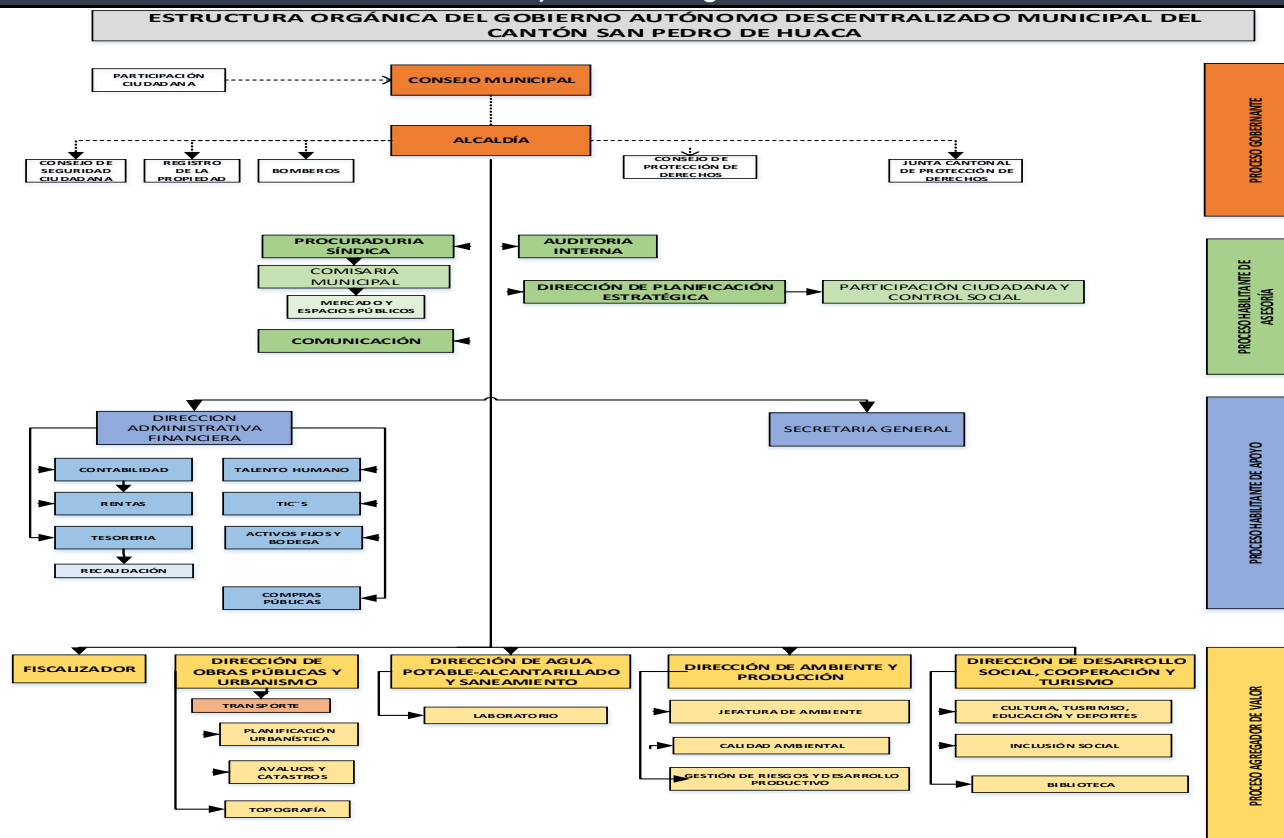 ESTRUCTURA ORGÁNICA DEL GOBIERNO AUTÓNOMO DESCENTRALIZADO MUNICIPAL DEL
CANTÓN SAN PEDRO DE HUACA
PARTICIPACIÓN
CIUDADANA
CONSEJO MUNICIPAL
ALCALDÍA
CONSEJO DE
SEGURIDAD
CIUDADANA
REGISTRO
DE LA
PROPIEDAD
BOMBEROS
CONSEJO DE
PROTECCIÓN DE
DERECHOS
JUNTA CANTONAL
DE PROTECCIÓN DE
DERECHOS
PROCESO GOBERNANTE
PROCURADURIA
SÍNDICA
AUDITORIA
INTERNA
COMISARIA
MUNICIPAL
MERCADO Y
ESPACIOS PÚBLICOS
DIRECCIÓN DE PLANIFICACIÓN
ESTRATÉGICA
PARTICIPACIÓN CIUDADANA Y
CONTROL SOCIAL
COMUNICACIÓN
PROCESO HABILITANTE DE
ASESORÍA
DIRECCION
ADMINISTRATIVA
FINANCIERA
SECRETARIA GENERAL
CONTABILIDAD
TALENTO HUMANO
RENTAS
TIC¨S
TESORERIA
ACTIVOS FIJOS Y
BODEGA
RECAUDACIÓN
COMPRAS
PÚBLICAS
PROCESO HABILITANTE DE APOYO
FISCALIZADOR
DIRECCIÓN DE
OBRAS PÚBLICAS Y
URBANISMO
DIRECCIÓN DE AGUA
POTABLE-ALCANTARILLADO
Y SANEAMIENTO
DIRECCIÓN DE AMBIENTE Y
PRODUCCIÓN
DIRECCIÓN DE DESARROLLO
SOCIAL, COOPERACIÓN Y
TURISMO
TRANSPORTE
PLANIFICACIÓN
URBANÍSTICA
AVALUOS Y
CATASTROS
TOPOGRAFÍA
LABORATORIO
JEFATURA DE AMBIENTE
CALIDAD AMBIENTAL
GESTIÓN DE RIESGOS Y DESARROLLO
PRODUCTIVO
CULTURA, TUSRIMSO,
EDUCACIÓN Y DEPORTES
INCLUSIÓN SOCIAL
BIBLIOTECA
PROCESO AGREGADOR DE VALOR